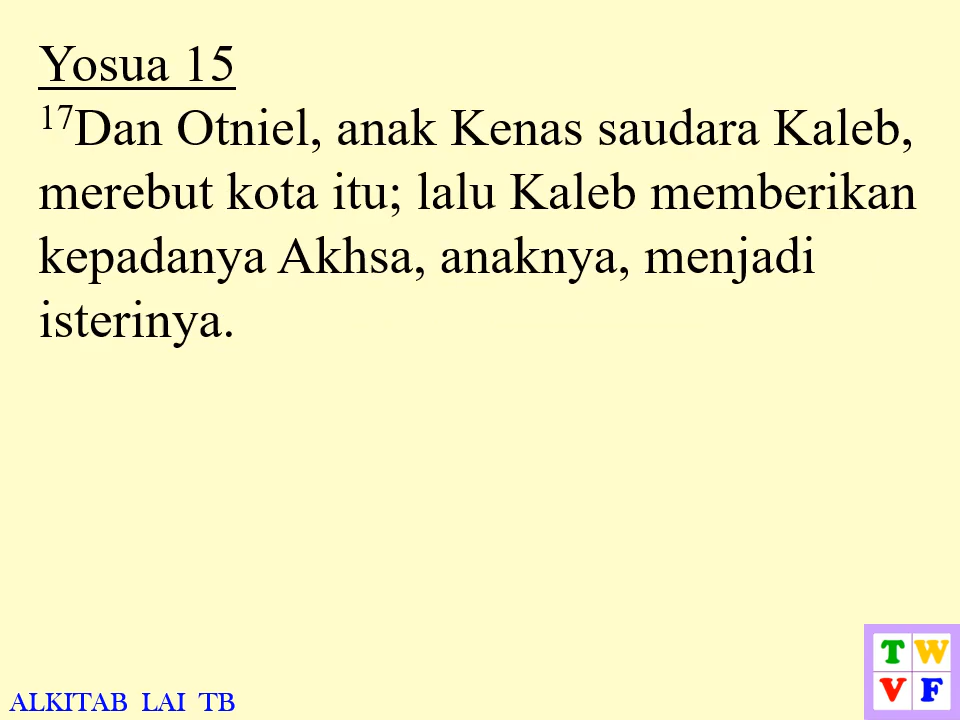 Yosua 15
17Dan Otniel, anak Kenas saudara Kaleb,
merebut kota itu; lalu Kaleb memberikan
kepadanya Akhsa, anaknya, menjadi
isterinya.
T W
V F
ALKITAB LAI TB